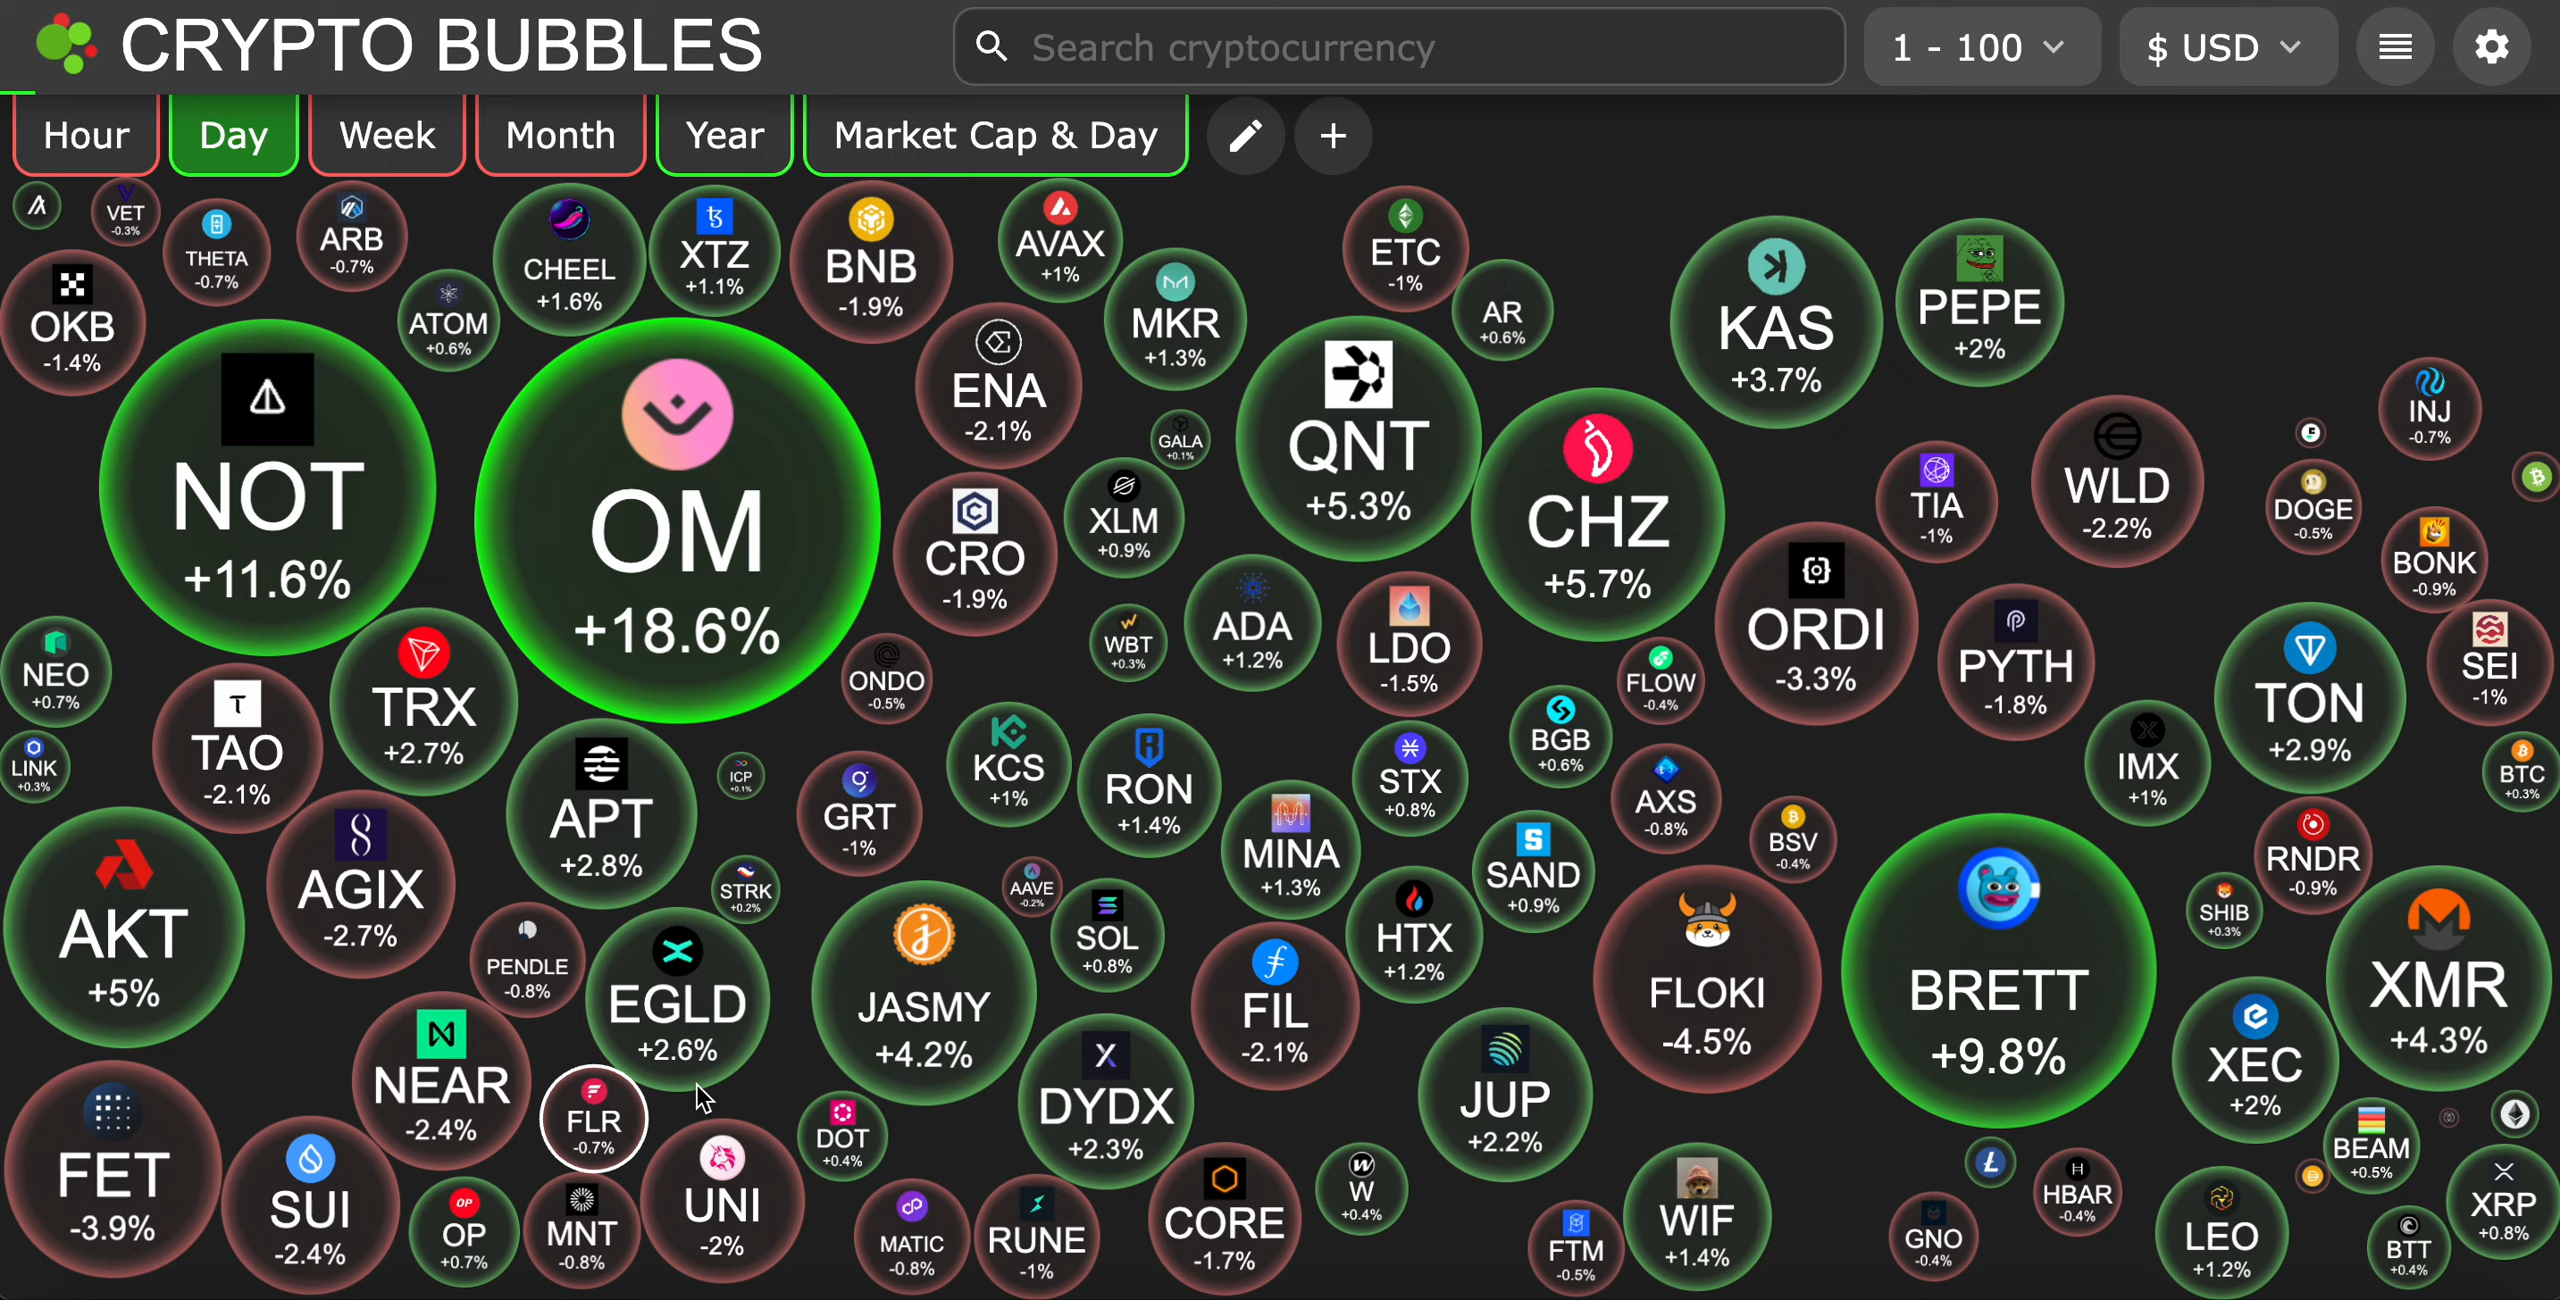 CRYPTO BUBBLES
Search cryptocurrency
1 - 100
$ USD
Hour
Day
Week
Month
Year
Market Cap & Day
VET
-0.3%
THETA
-0.7%
ARB
-0.7%
CHEEL
+1.6%
XTZ
+1.1%
BNB
-1.9%
AVAX
+1%
MKR
+1.3%
ETC
-1%
AR
+0.6%
KAS
+3.7%
PEPE
+2%
OKB
-1.4%
ATOM
+0.6%
NOT
+11.6%
OM
+18.6%
ENA
-2.1%
GALA
+0.1%
QNT
+5.3%
CHZ
+5.7%
INJ
-0.7%
TIA
-1%
WLD
-2.2%
DOGE
-0.5%
BONK
-0.9%
CRO
-1.9%
XLM
+0.9%
ORDI
-3.3%
NEO
+0.7%
TAO
-2.1%
TRX
+2.7%
ONDO
-0.5%
WBT
+0.3%
ADA
+1.2%
LDO
-1.5%
FLOW
-0.4%
PYTH
-1.8%
TON
+2.9%
SEI
-1%
LINK
+0.3%
APT
+2.8%
ICP
+0.1%
GRT
-1%
KCS
+1%
RON
+1.4%
STX
+0.8%
BGB
+0.6%
AXS
-0.8%
IMX
+1%
BTC
+0.3%
AKT
+5%
AGIX
-2.7%
STRK
+0.2%
AAVE
-0.2%
MINA
+1.3%
SAND
+0.9%
BSV
-0.4%
RNDR
-0.9%
PENDLE
-0.8%
EGLD
+2.6%
JASMY
+4.2%
SOL
+0.8%
FIL
-2.1%
HTX
+1.2%
FLOKI
-4.5%
BRETT
+9.8%
SHIB
+0.3%
XMR
+4.3%
NEAR
-2.4%
FLR
-0.7%
DYDX
+2.3%
JUP
+2.2%
XEC
+2%
FET
-3.9%
SUI
-2.4%
OP
+0.7%
MNT
-0.8%
UNI
-2%
DOT
+0.4%
MATIC
-0.8%
RUNE
-1%
CORE
-1.7%
W
+0.4%
FTM
-0.5%
WIF
+1.4%
GNO
-0.4%
HBAR
-0.4%
LEO
+1.2%
BEAM
+0.5%
BTT
+0.4%
XRP
+0.8%